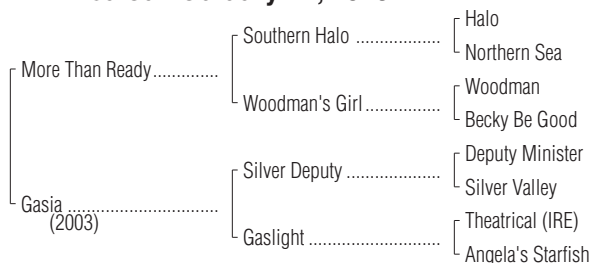 Halo
Southern Halo ..................
Northern Sea
More Than Ready..............
Woodman
Woodman's Girl................
Becky Be Good
Deputy Minister
Silver Deputy ...................
Silver Valley
Gasia ................................
(2003)
Theatrical (IRE)
Gaslight ...........................
Angela's Starfish